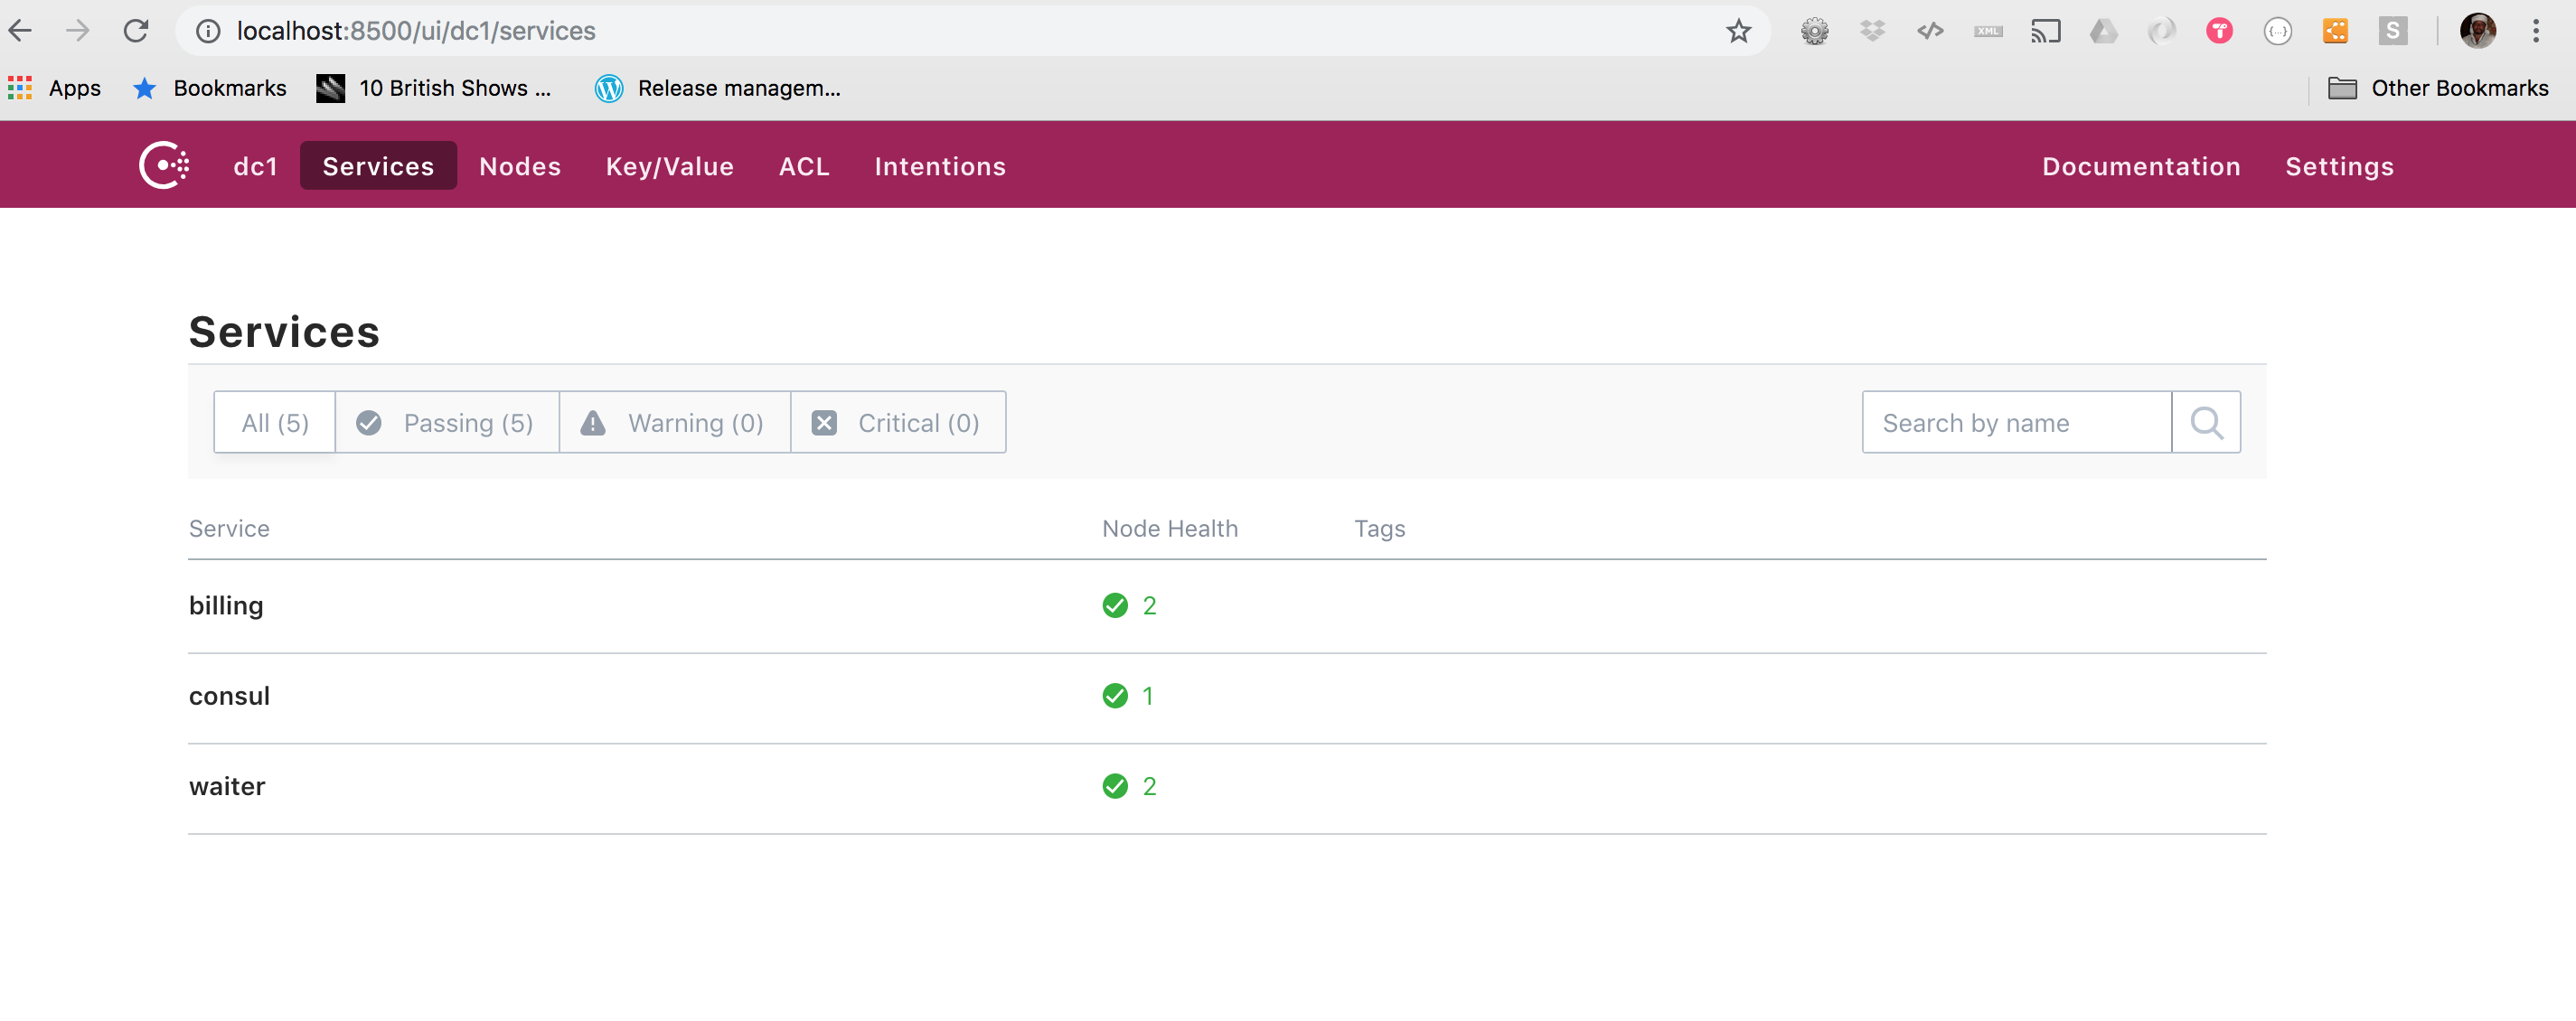 localhost:8500/ui/dc1/services
XML
{...}
S
Apps
Bookmarks
10 British Shows ...
Release managem...
Other Bookmarks
dc1
Services
Nodes
Key/Value
ACL
Intentions
Documentation
Settings
Services
All (5)
Passing (5)
Warning (0)
Critical (0)
Search by name
Service
Node Health
Tags
billing
2
consul
1
waiter
2